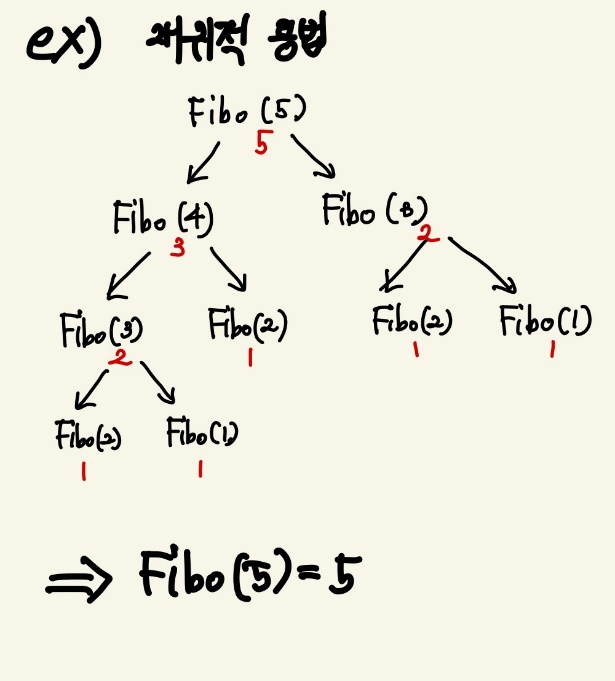 ex) 재귀적 용법
Fibo (5)
5
Fibo (4) Fibo (3)
3 2
Fibo(3) Fibo(2) Fibo(2) Fibo(1)
2 1 1 1
Fibo(2) Fibo(1)
1 1
⇒ Fibo(5) = 5